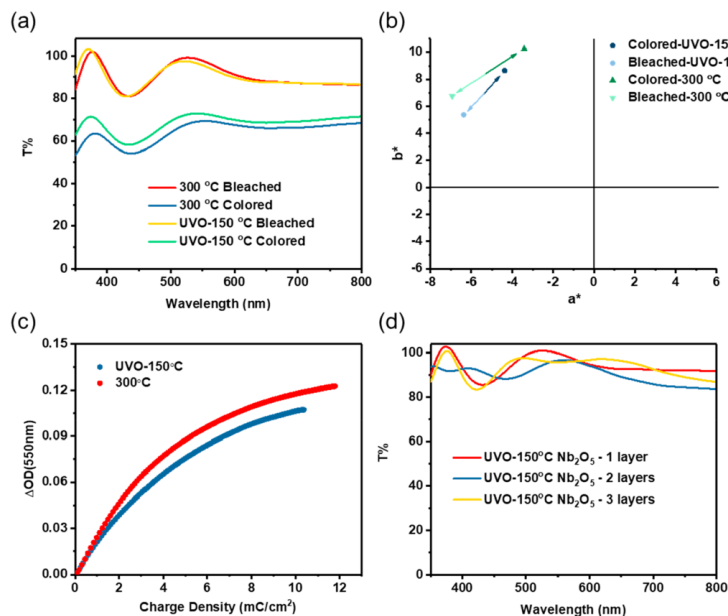 (a)
T%
100
80
60
40
20
0
300 °C Bleached
300 °C Colored
UVO-150 °C Bleached
UVO-150 °C Colored
400 500 600 700 800
Wavelength (nm)
(b)
b*
10
8
6
4
2
0
-2
-4
-6
Colored-UVO-15
Bleached-UVO-1
Colored-300 °C
Bleached-300 °C
-8 -6 -4 -2 0 2 4 6
a*
(c)
ΔOD(550nm)
0.15
0.12
0.09
0.06
0.03
0.00
UVO-150°C
300°C
0 2 4 6 8 10 12 14
Charge Density (mC/cm²)
(d)
T%
100
80
60
40
20
0
UVO-150°C Nb₂O₅ - 1 layer
UVO-150°C Nb₂O₅ - 2 layers
UVO-150°C Nb₂O₅ - 3 layers
400 500 600 700 800
Wavelength (nm)